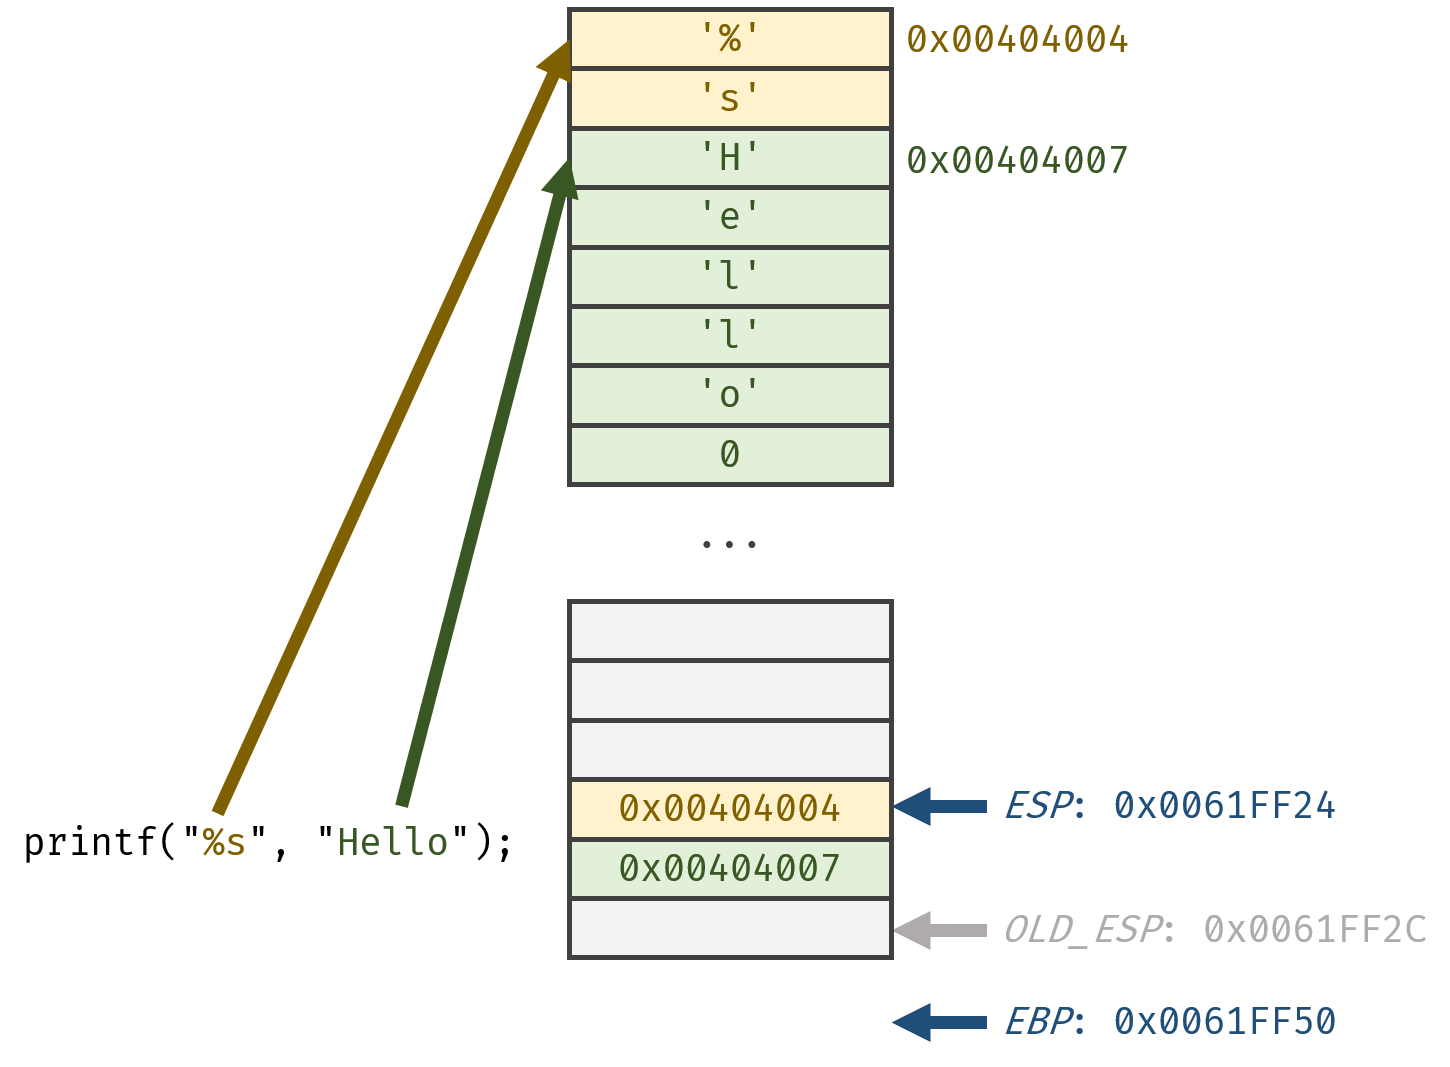 '%' 0x00404004
's'
'H' 0x00404007
'e'
'l'
'l'
'o'
0
...
0x00404004 ESP: 0x0061FF24
printf("%s", "Hello");
0x00404007
OLD_ESP: 0x0061FF2C
EBP: 0x0061FF50